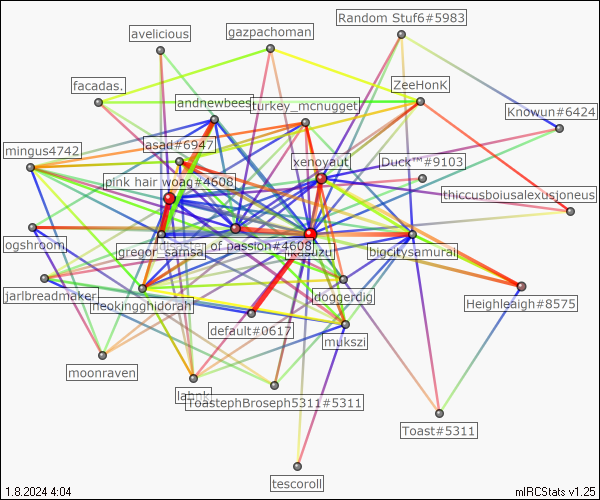 Random Stuf6#5983
avelicious
gazpachoman
facadas.
ZeeHonK
andnewbees
turkey_mcnugget
Knowun#6424
mingus4742
asad#6947
xenoyaut
Duck™#9103
pink hair woag#4608
thiccusboiusalexusjoneus
ogshroom
gregor_samsa
disaster of passion#4608
bigcitysamurai
jarlbreadmaker
neokingghidorah
doggerdig
Heighleaigh#8575
default#0617
mukszi
moonraven
lahnk
ToastephBroseph5311#5311
Toast#5311
tescoroll
1.8.2024 4:04
mIRCStats v1.25